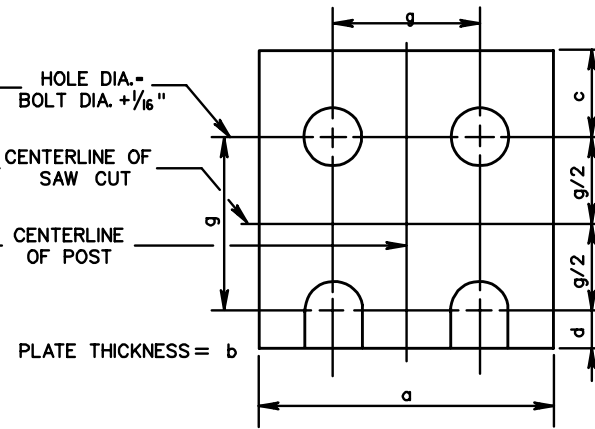 g
HOLE DIA.=
BOLT DIA. +1/16"
c
CENTERLINE OF
SAW CUT
g/2
g
CENTERLINE
OF POST
g/2
d
PLATE THICKNESS = b
a